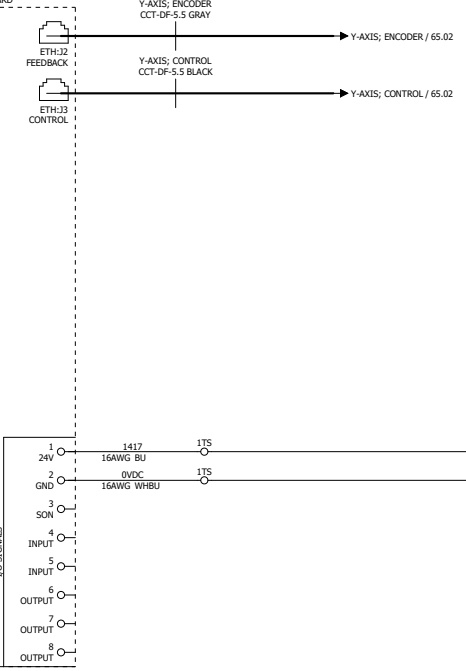 Y-AXIS; ENCODER
CCT-DF-5.5 GRAY
ETH:J2
FEEDBACK
Y-AXIS; ENCODER / 65.02
Y-AXIS; CONTROL
CCT-DF-5.5 BLACK
ETH:J3
CONTROL
Y-AXIS; CONTROL / 65.02
1
24V
1417
16AWG BU
1TS
2
GND
0VDC
16AWG WHBU
1TS
3
SON
4
INPUT
5
INPUT
6
OUTPUT
7
OUTPUT
8
OUTPUT